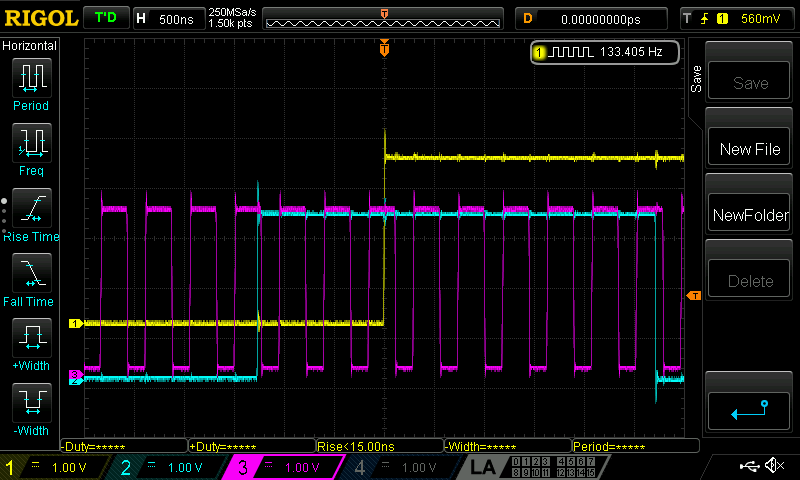 RIGOL T'D H 500ns 250MSa/s 1.50k pts T D 0.00000000ps T 1 560mV
Horizontal
1 133.405 Hz
Save
Save
Period
New File
Freq
NewFolder
Rise Time
Delete
Fall Time
T
1
+Width
3
2
-Width
-Duty=***** +Duty=***** Rise<15.00ns -Width=***** Period=*****
1 1.00 V 2 1.00 V 3 1.00 V 4 1.00 V LA 0 1 2 3 4 5 6 7
8 9 10 11 12 13 14 15